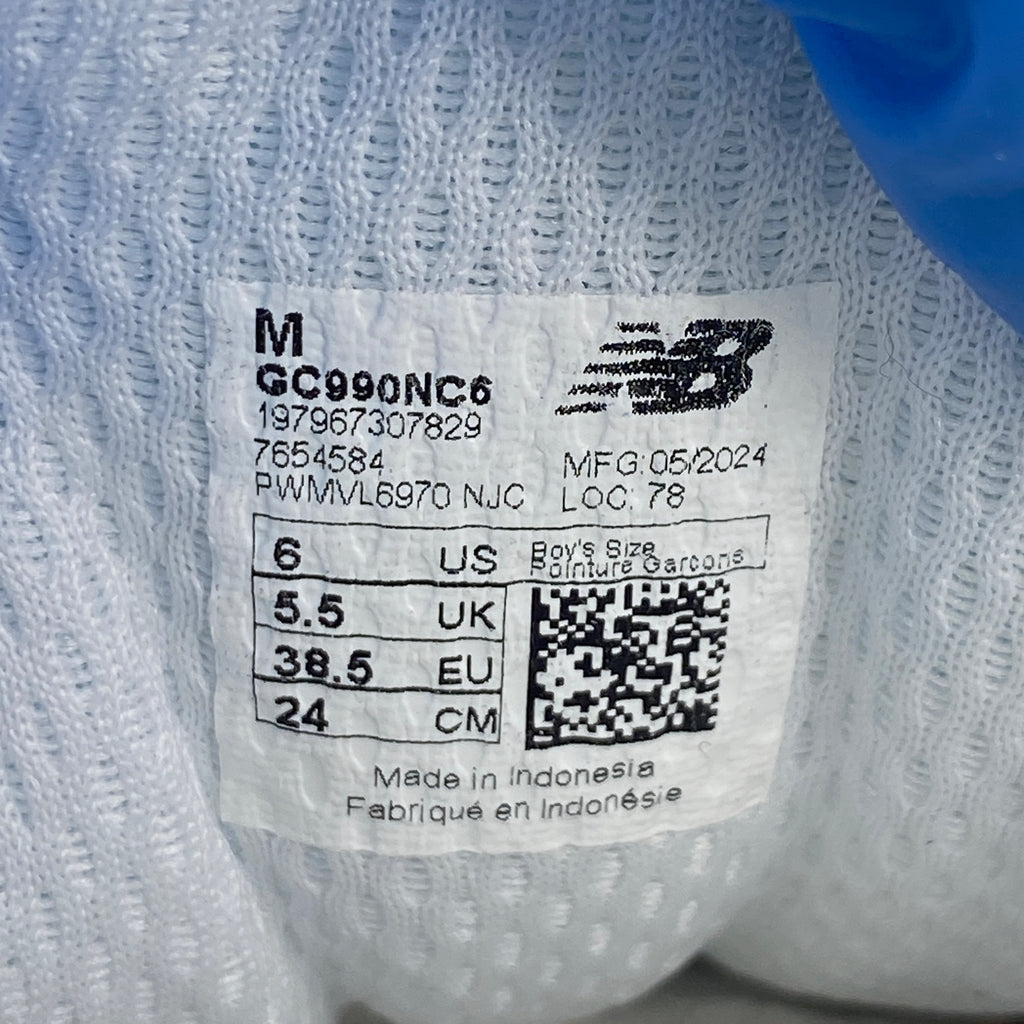 M
GC990NC6
NB
197967307829
7654584
MFG:05/2024
PWMVL6970 NJC
LOC: 78
6 US Boy's Size
Pointure Garcons
5.5 UK
38.5 EU
24 CM
Made in Indonesia
Fabriqué en Indonésie